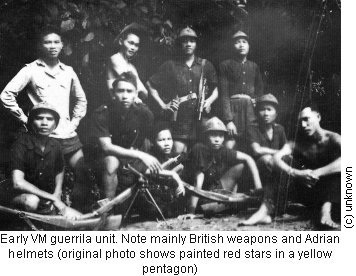 (c) unknown
Early VM guerrila unit. Note mainly British weapons and Adrian
helmets (original photo shows painted red stars in a yellow
pentagon)